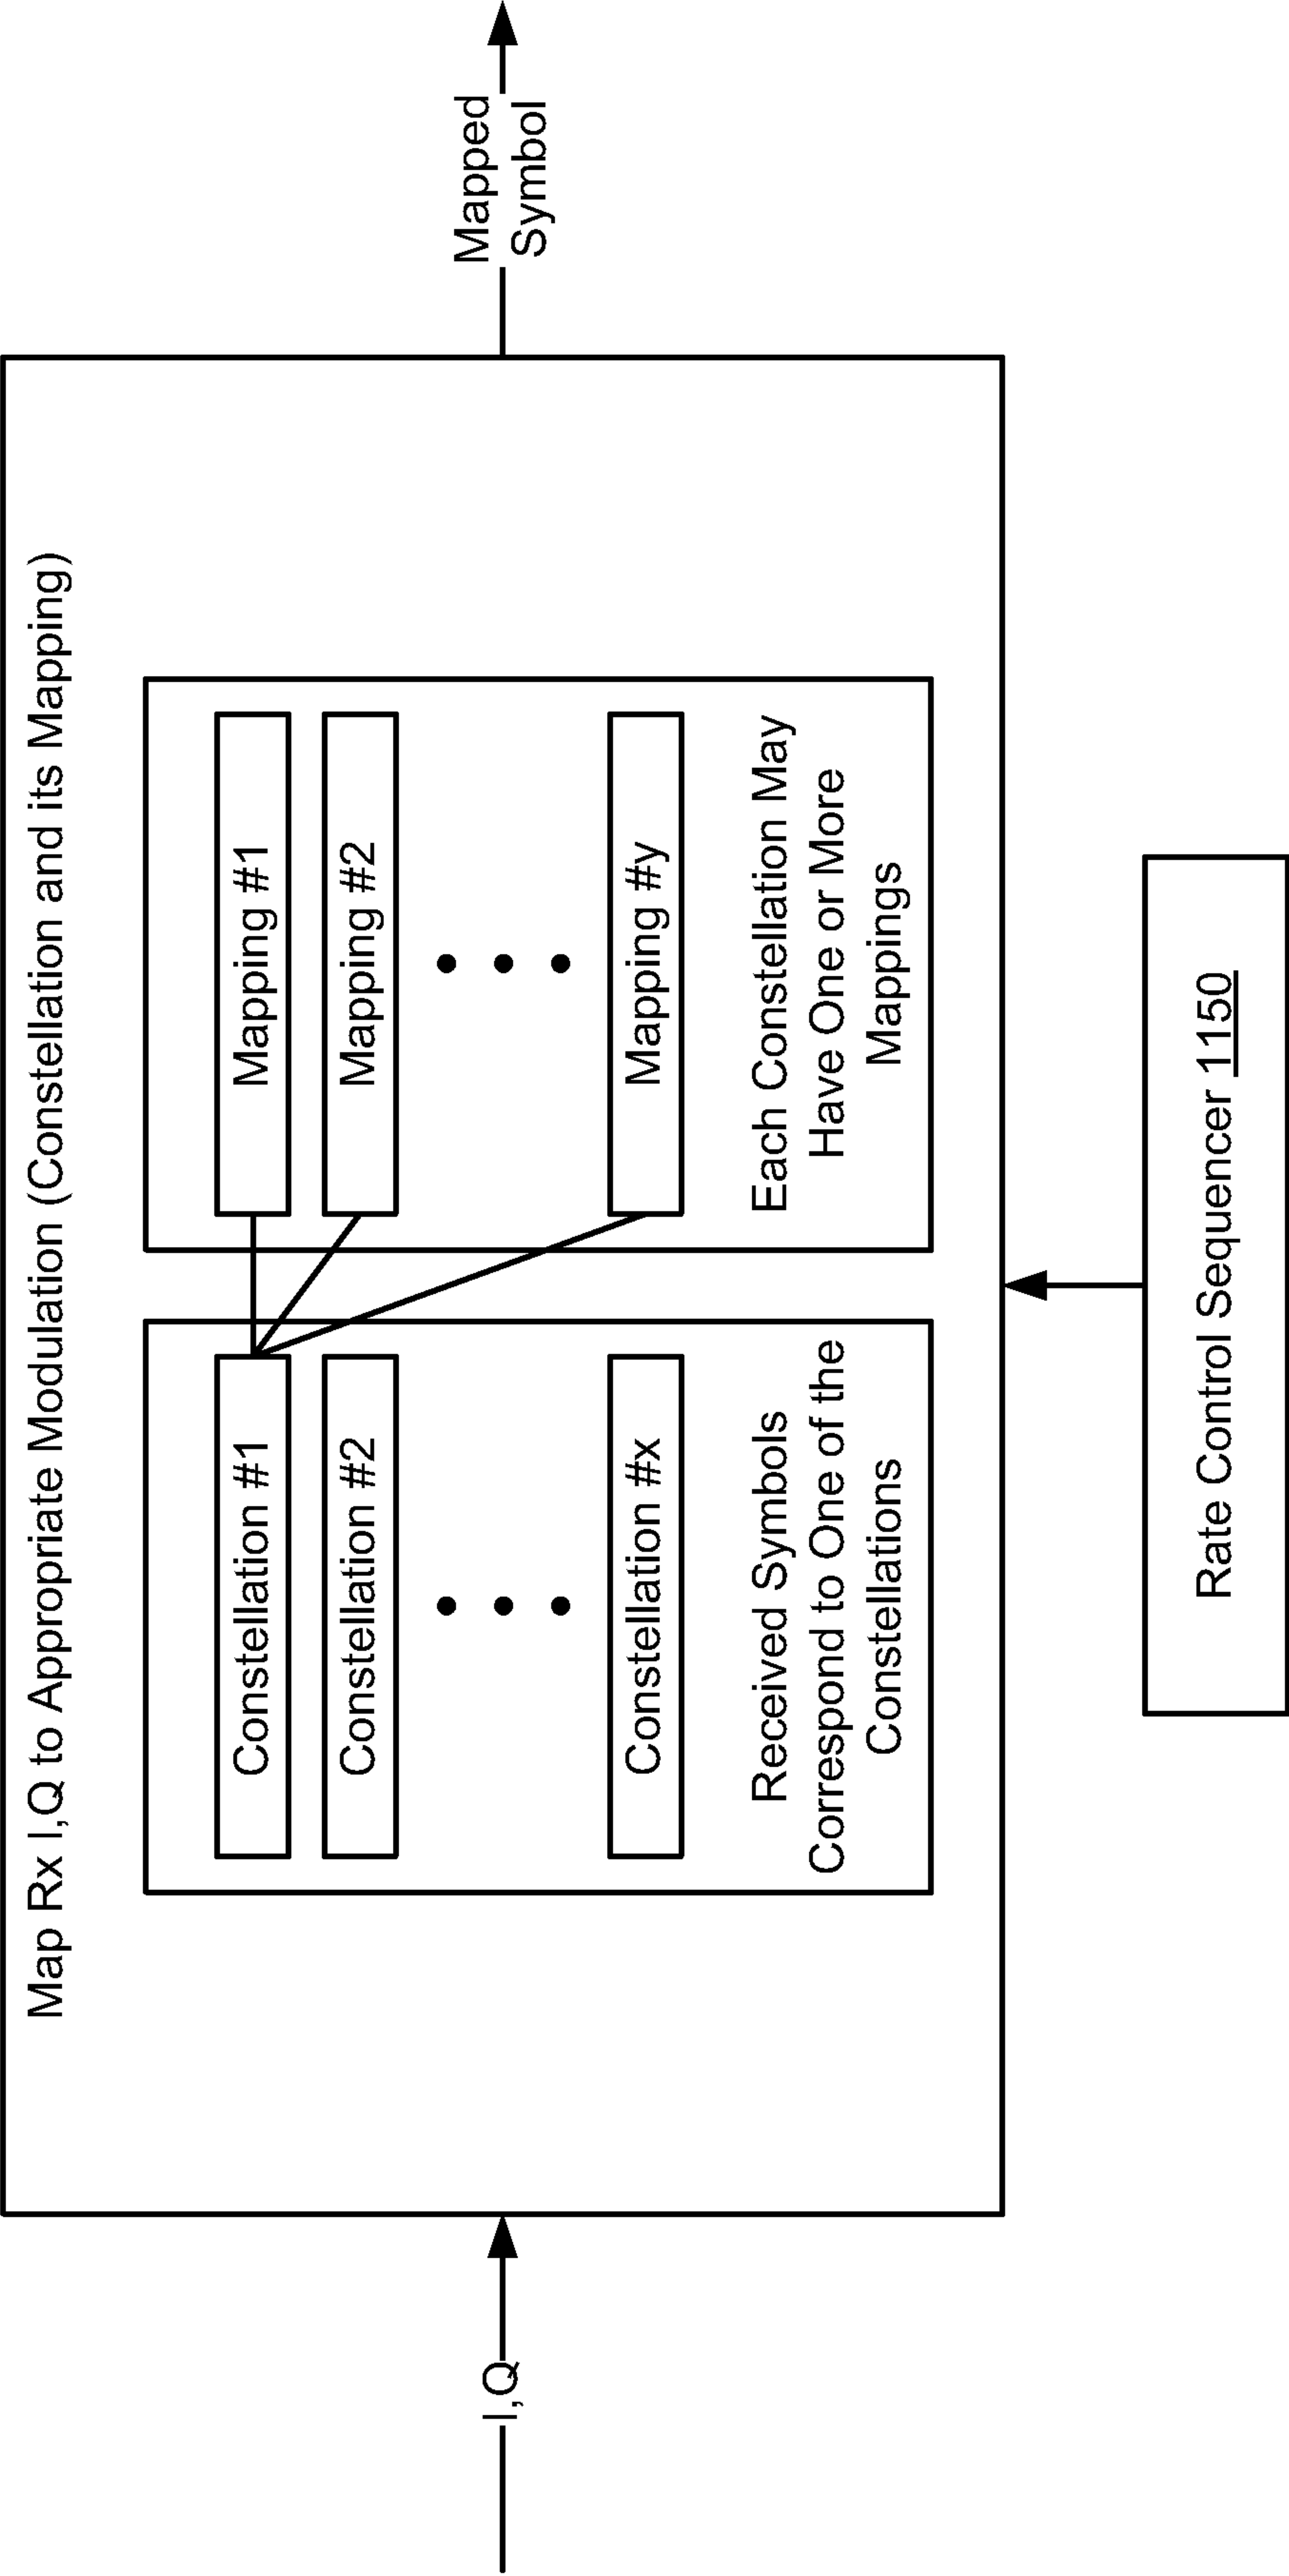 Map Rx I,Q to Appropriate Modulation (Constellation and its Mapping)
I,Q
Constellation #1
Constellation #2
Constellation #x
Received Symbols
Correspond to One of the
Constellations
Mapping #1
Mapping #2
Mapping #y
Each Constellation May
Have One or More
Mappings
Mapped
Symbol
Rate Control Sequencer 1150